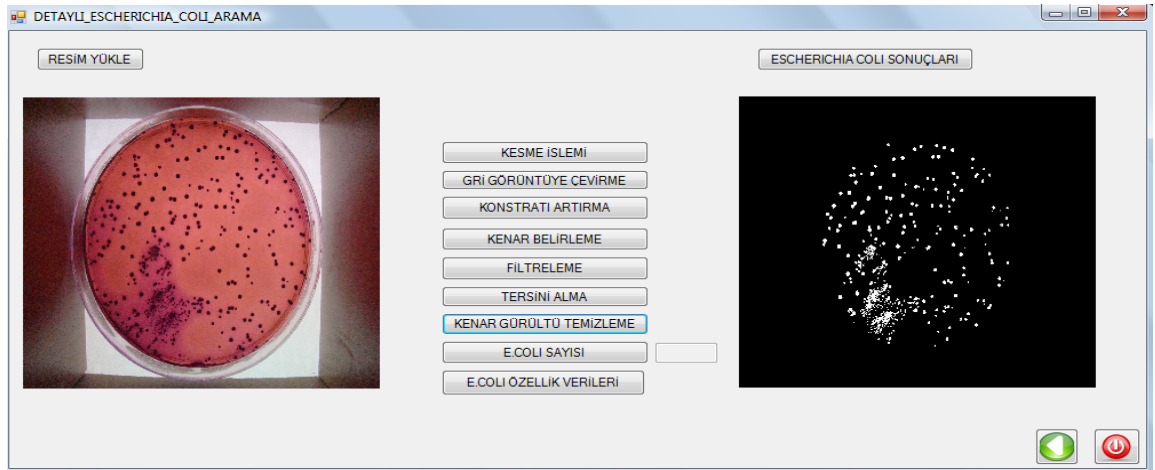 DETAYLI_ESCHERICHIA_COLI_ARAMA
RESİM YÜKLE
ESCHERICHIA COLI SONUÇLARI
KESME İSLEMİ
GRİ GÖRÜNTÜYE ÇEVİRME
KONSTRATI ARTIRMA
KENAR BELİRLEME
FİLTRELEME
TERSİNİ ALMA
KENAR GÜRÜLTÜ TEMİZLEME
E.COLI SAYISI
E.COLI ÖZELLİK VERİLERİ